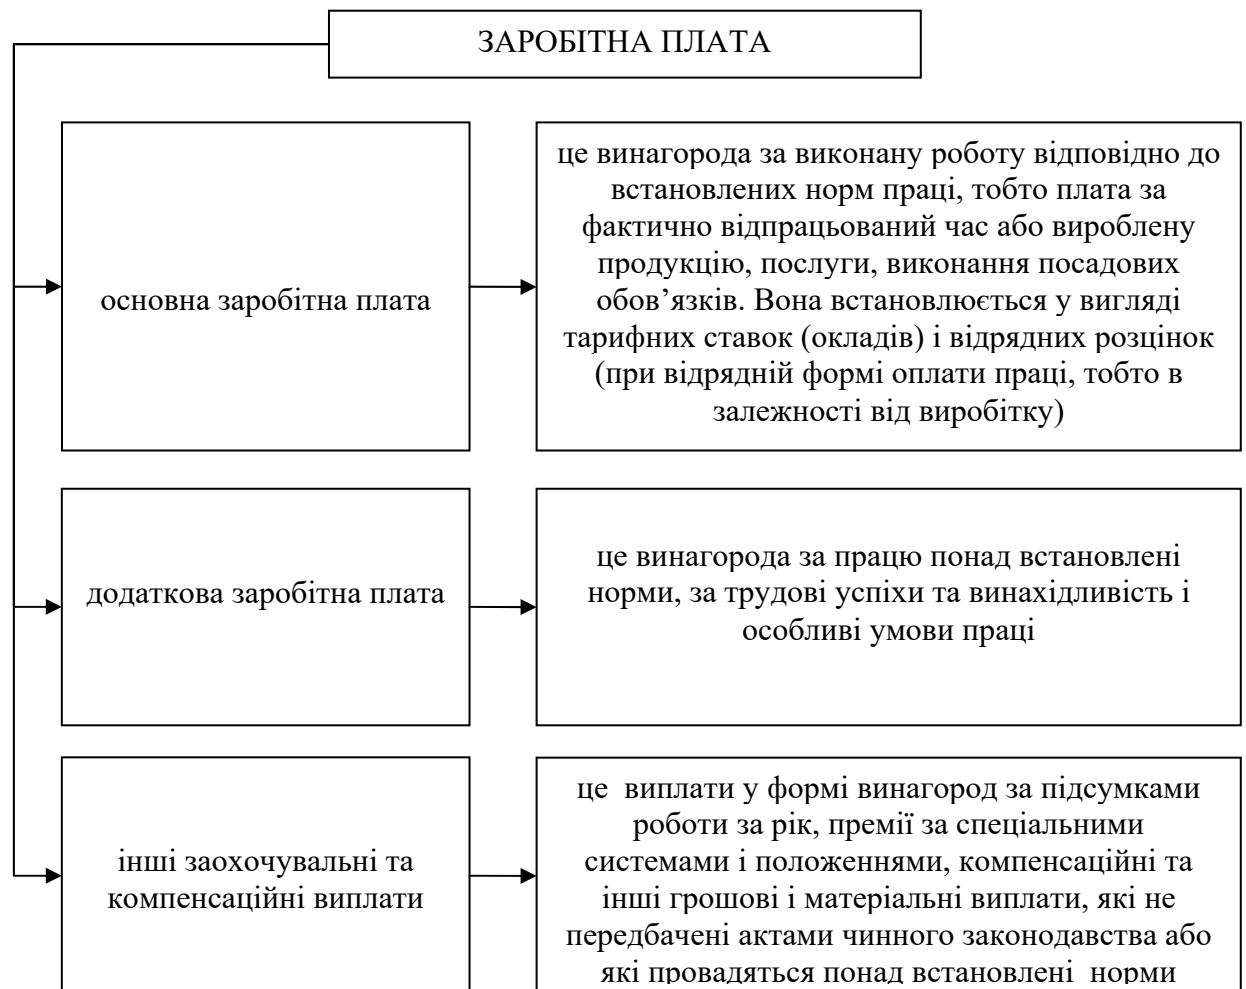 ЗАРОБІТНА ПЛАТА
основна заробітна плата
це винагорода за виконану роботу відповідно до
встановлених норм праці, тобто плата за
фактично відпрацьований час або вироблену
продукцію, послуги, виконання посадових
обов’язків. Вона встановлюється у вигляді
тарифних ставок (окладів) і відрядних розцінок
(при відрядній формі оплати праці, тобто в
залежності від виробітку)
додаткова заробітна плата
це винагорода за працю понад встановлені
норми, за трудові успіхи та винахідливість і
особливі умови праці
інші заохочувальні та
компенсаційні виплати
це виплати у формі винагород за підсумками
роботи за рік, премії за спеціальними
системами і положеннями, компенсаційні та
інші грошові і матеріальні виплати, які не
передбачені актами чинного законодавства або
які провадяться понад встановлені норми